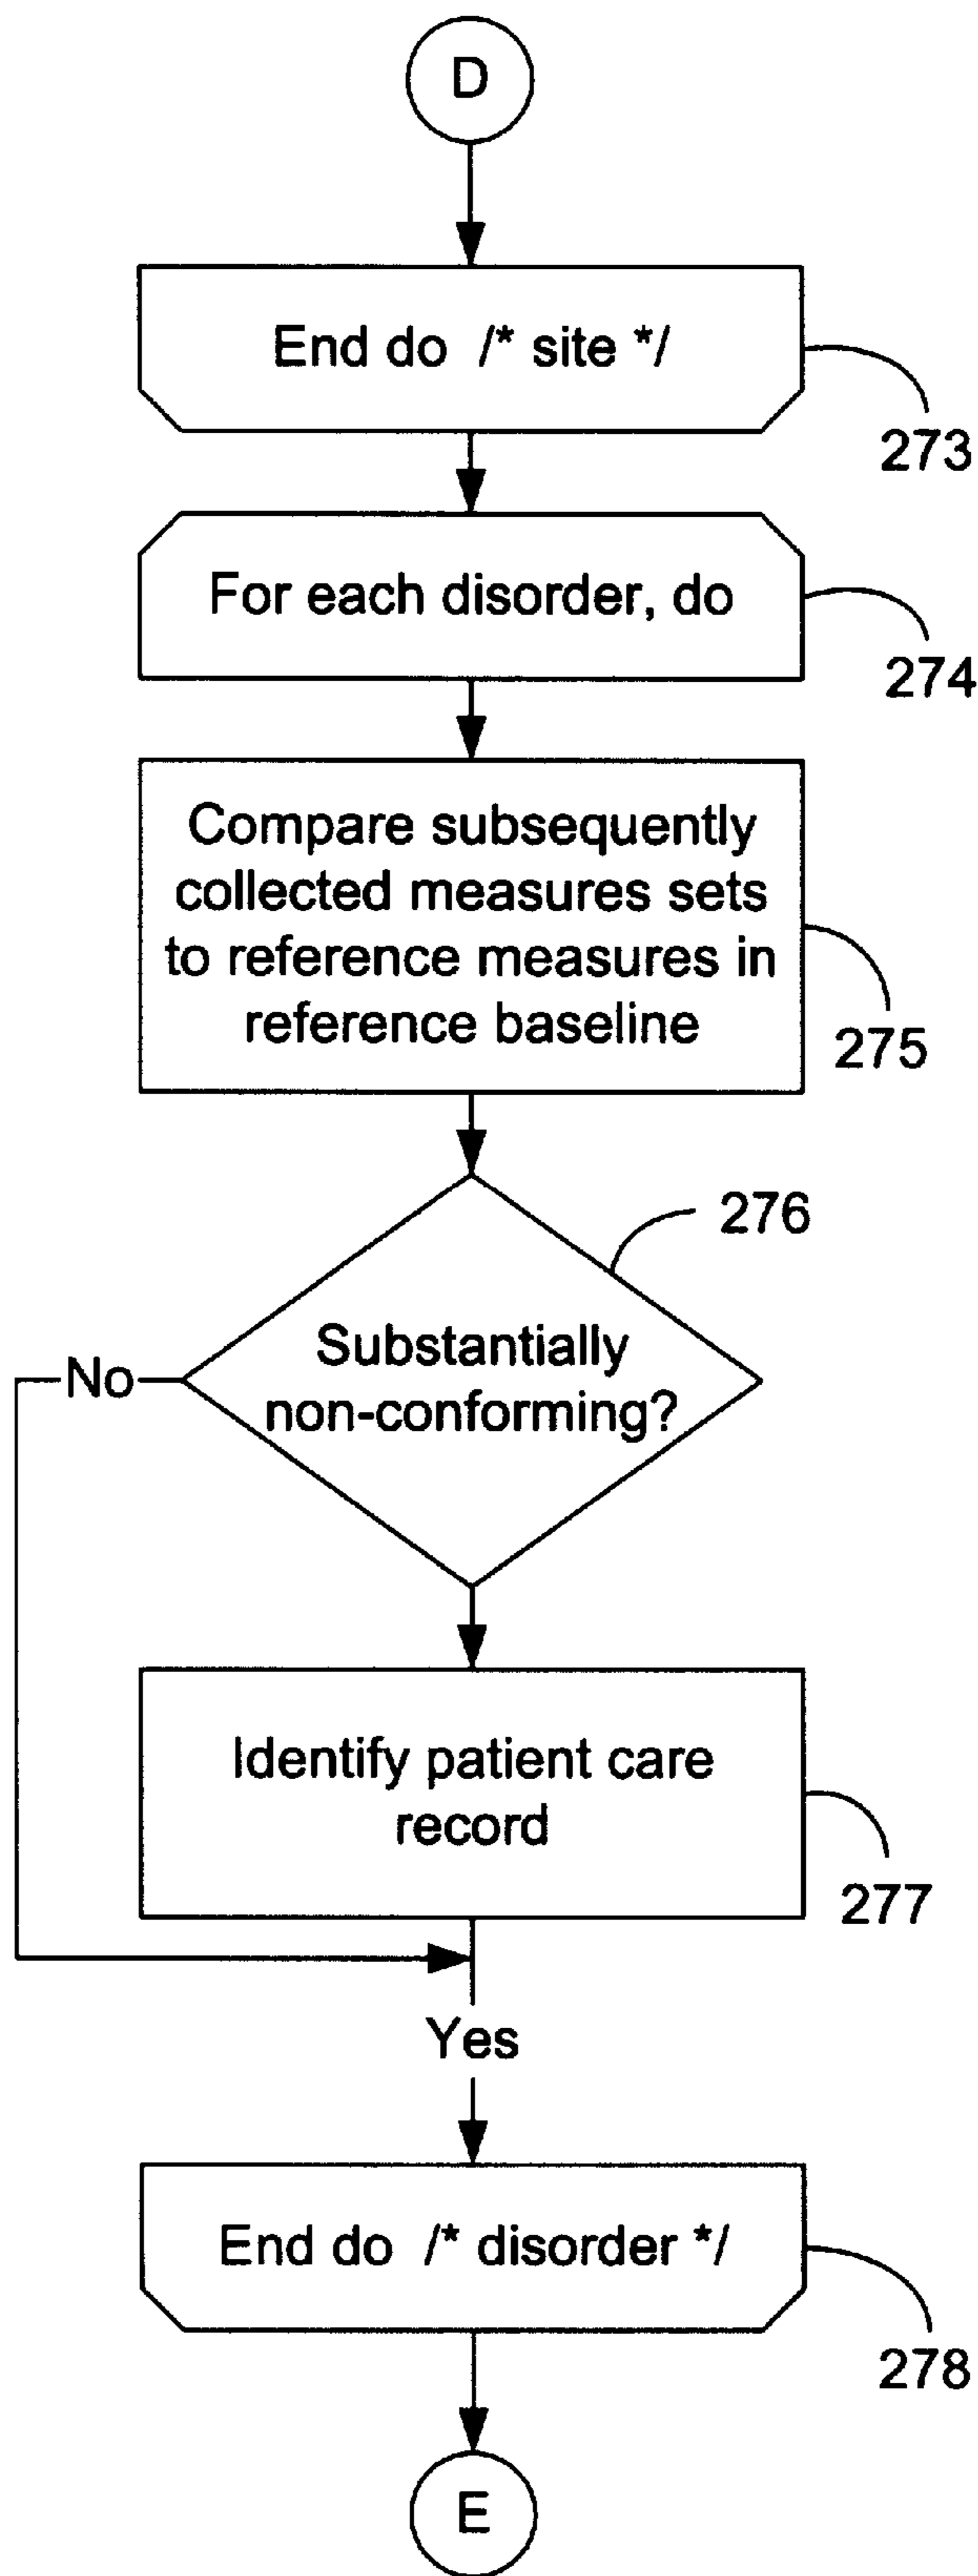 D
End do /* site */
273
For each disorder, do
274
Compare subsequently
collected measures sets
to reference measures in
reference baseline
275
276
Substantially
non-conforming?
No
Identify patient care
record
277
Yes
End do /* disorder */
278
E